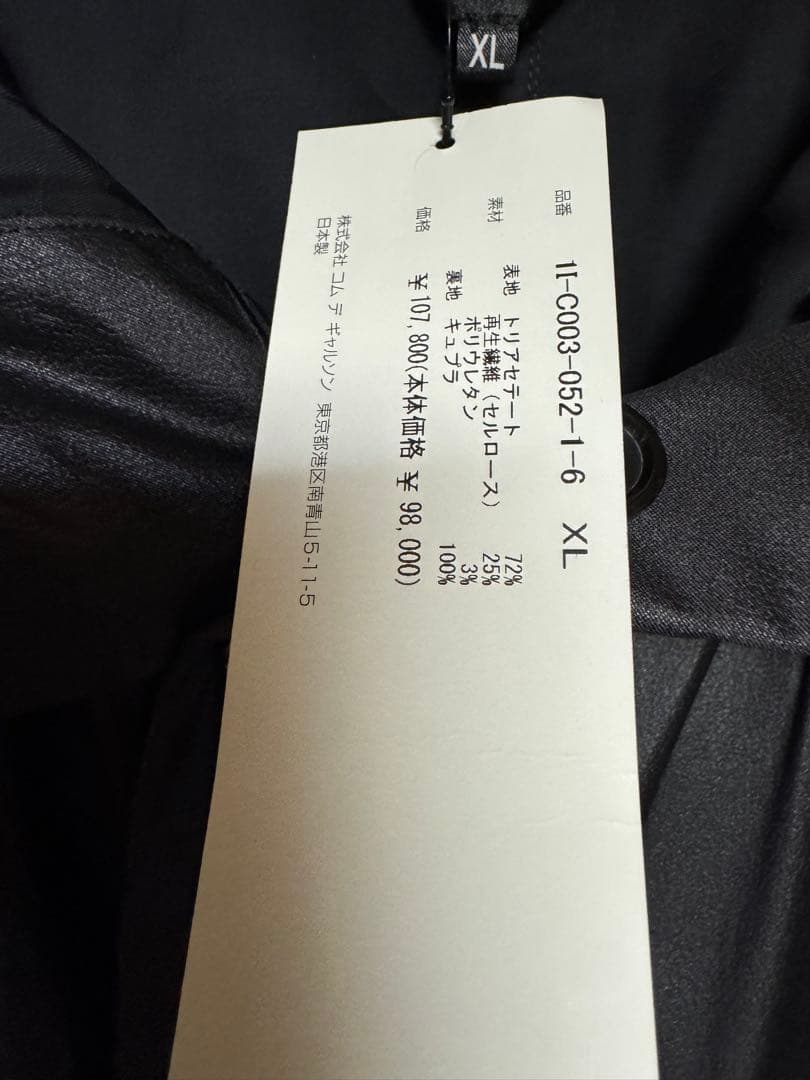 XL
品番 1I-C003-052-1-6 XL
素材 表地 トリアセテート 72%
再生繊維 (セルロース) 25%
ポリウレタン 3%
裏地 キュプラ 100%
価格 ¥107,800(本体価格 ¥98,000)
株式会社 コム デ ギャルソン 東京都港区南青山5-11-5
日本製